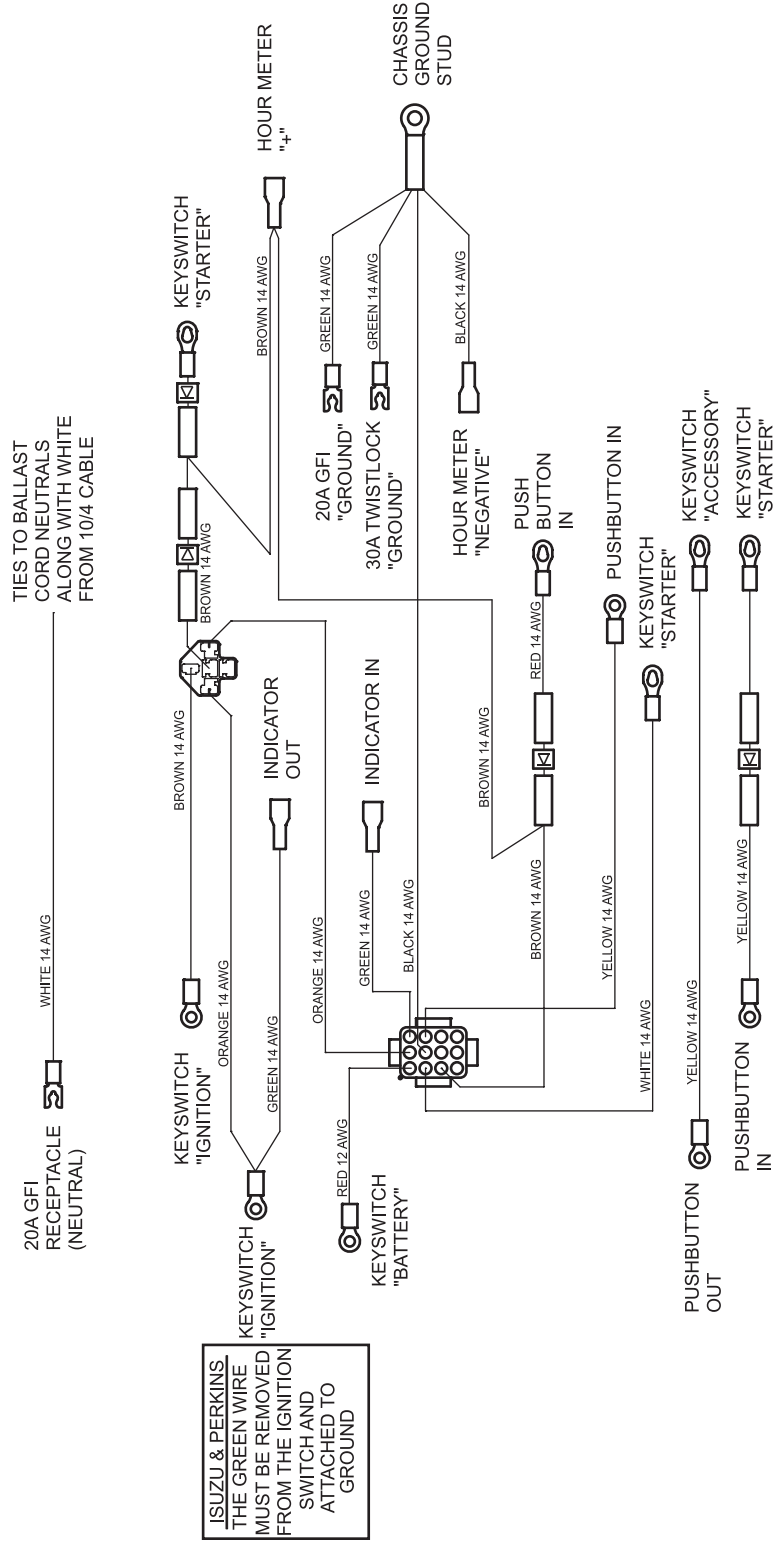 20A GFI
RECEPTACLE
(NEUTRAL)
WHITE 14 AWG
TIES TO BALLAST
CORD NEUTRALS
ALONG WITH WHITE
FROM 10/4 CABLE
KEYSWITCH
"IGNITION"
BROWN 14 AWG
BROWN 14 AWG
KEYSWITCH
"STARTER"
ORANGE 14 AWG
BROWN 14 AWG
HOUR METER
"+"
ISUZU & PERKINS
THE GREEN WIRE
MUST BE REMOVED
FROM THE IGNITION
SWITCH AND
ATTACHED TO
GROUND
KEYSWITCH
"IGNITION"
GREEN 14 AWG
INDICATOR
OUT
ORANGE 14 AWG
KEYSWITCH
"BATTERY"
RED 12 AWG
GREEN 14 AWG
INDICATOR IN
BLACK 14 AWG
20A GFI
"GROUND"
GREEN 14 AWG
30A TWISTLOCK
"GROUND"
GREEN 14 AWG
HOUR METER
"NEGATIVE"
BLACK 14 AWG
CHASSIS
GROUND
STUD
BROWN 14 AWG
BROWN 14 AWG
RED 14 AWG
PUSH
BUTTON
IN
YELLOW 14 AWG
PUSHBUTTON IN
WHITE 14 AWG
KEYSWITCH
"STARTER"
PUSHBUTTON
OUT
YELLOW 14 AWG
KEYSWITCH
"ACCESSORY"
PUSHBUTTON
IN
YELLOW 14 AWG
KEYSWITCH
"STARTER"